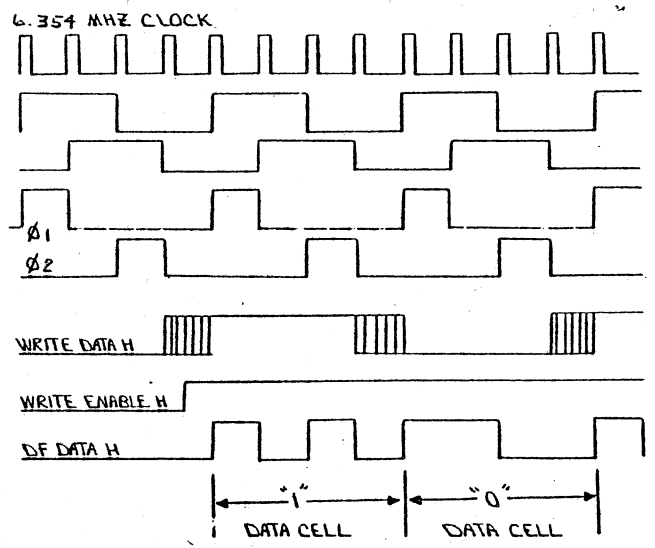 6.354 MHZ CLOCK
Ø1
Ø2
WRITE DATA H
WRITE ENABLE H
DF DATA H
"1"
"0"
DATA CELL
DATA CELL